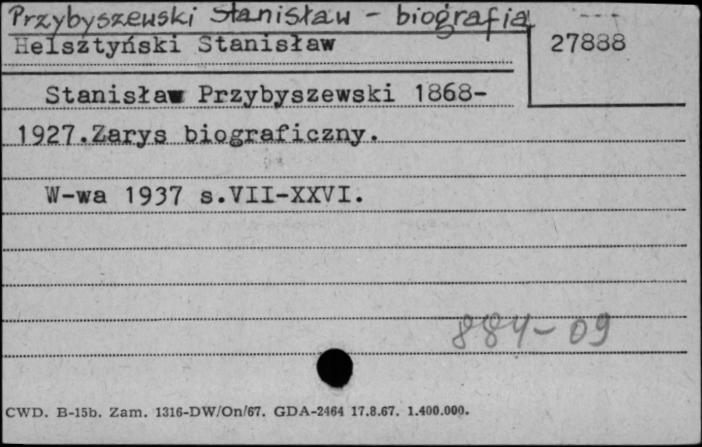 Przybyszewski Stanisław - biografia
Helsztyński Stanisław
27888
Stanisław Przybyszewski 1868-
1927.Zarys biograficzny.
W-wa 1937 s.VII-XXVI.
884-09
CWD. B-15b. Zam. 1316-DW/On/67. GDA-2464 17.8.67. 1.400.000.